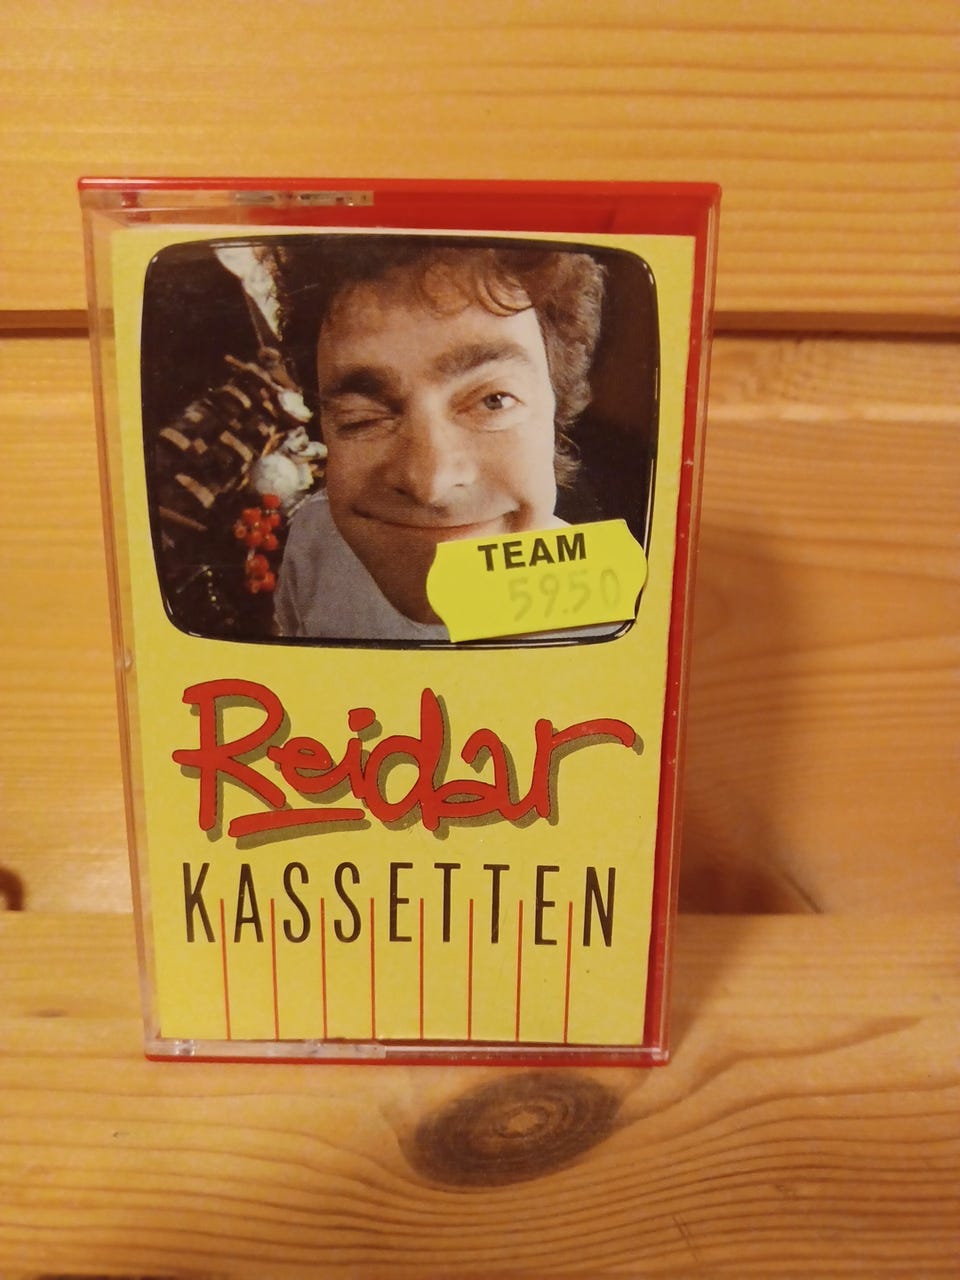 TEAM
59.50
Reidar
KASSETTEN